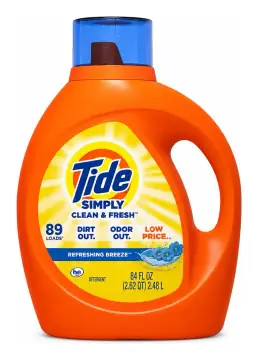 Tide
SIMPLY
CLEAN & FRESH™
89 LOADS*
DIRT OUT.
ODOR OUT.
LOW PRICE..
REFRESHING BREEZE™
he
DETERGENT
84 FL OZ
(2.62 QT) 2.48 L